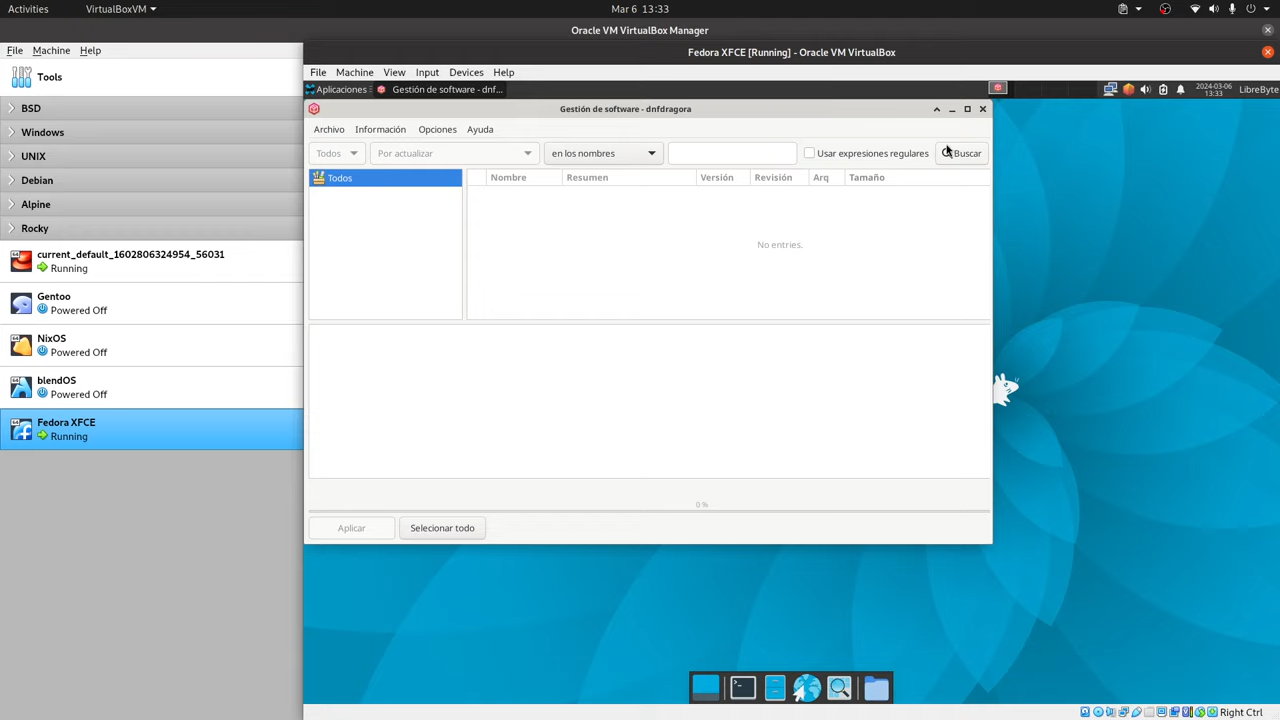 Activities VirtualBoxVM Mar 6 13:33
Oracle VM VirtualBox Manager
File Machine Help
Fedora XFCE [Running] - Oracle VM VirtualBox
Tools
File Machine View Input Devices Help
Aplicaciones Gestión de software - dnf... 2024-03-06 LibreByte
13:33
BSD
Windows
UNIX
Debian
Alpine
Rocky
current_default_1602806324954_56031
Running
Gentoo
Powered Off
NixOS
Powered Off
blendOS
Powered Off
Fedora XFCE
Running
Gestión de software - dnfdragora
Archivo Información Opciones Ayuda
Todos Por actualizar en los nombres Usar expresiones regulares Buscar
Todos Nombre Resumen Versión Revisión Arq Tamaño
No entries.
0 %
Aplicar Selecionar todo
Right Ctrl